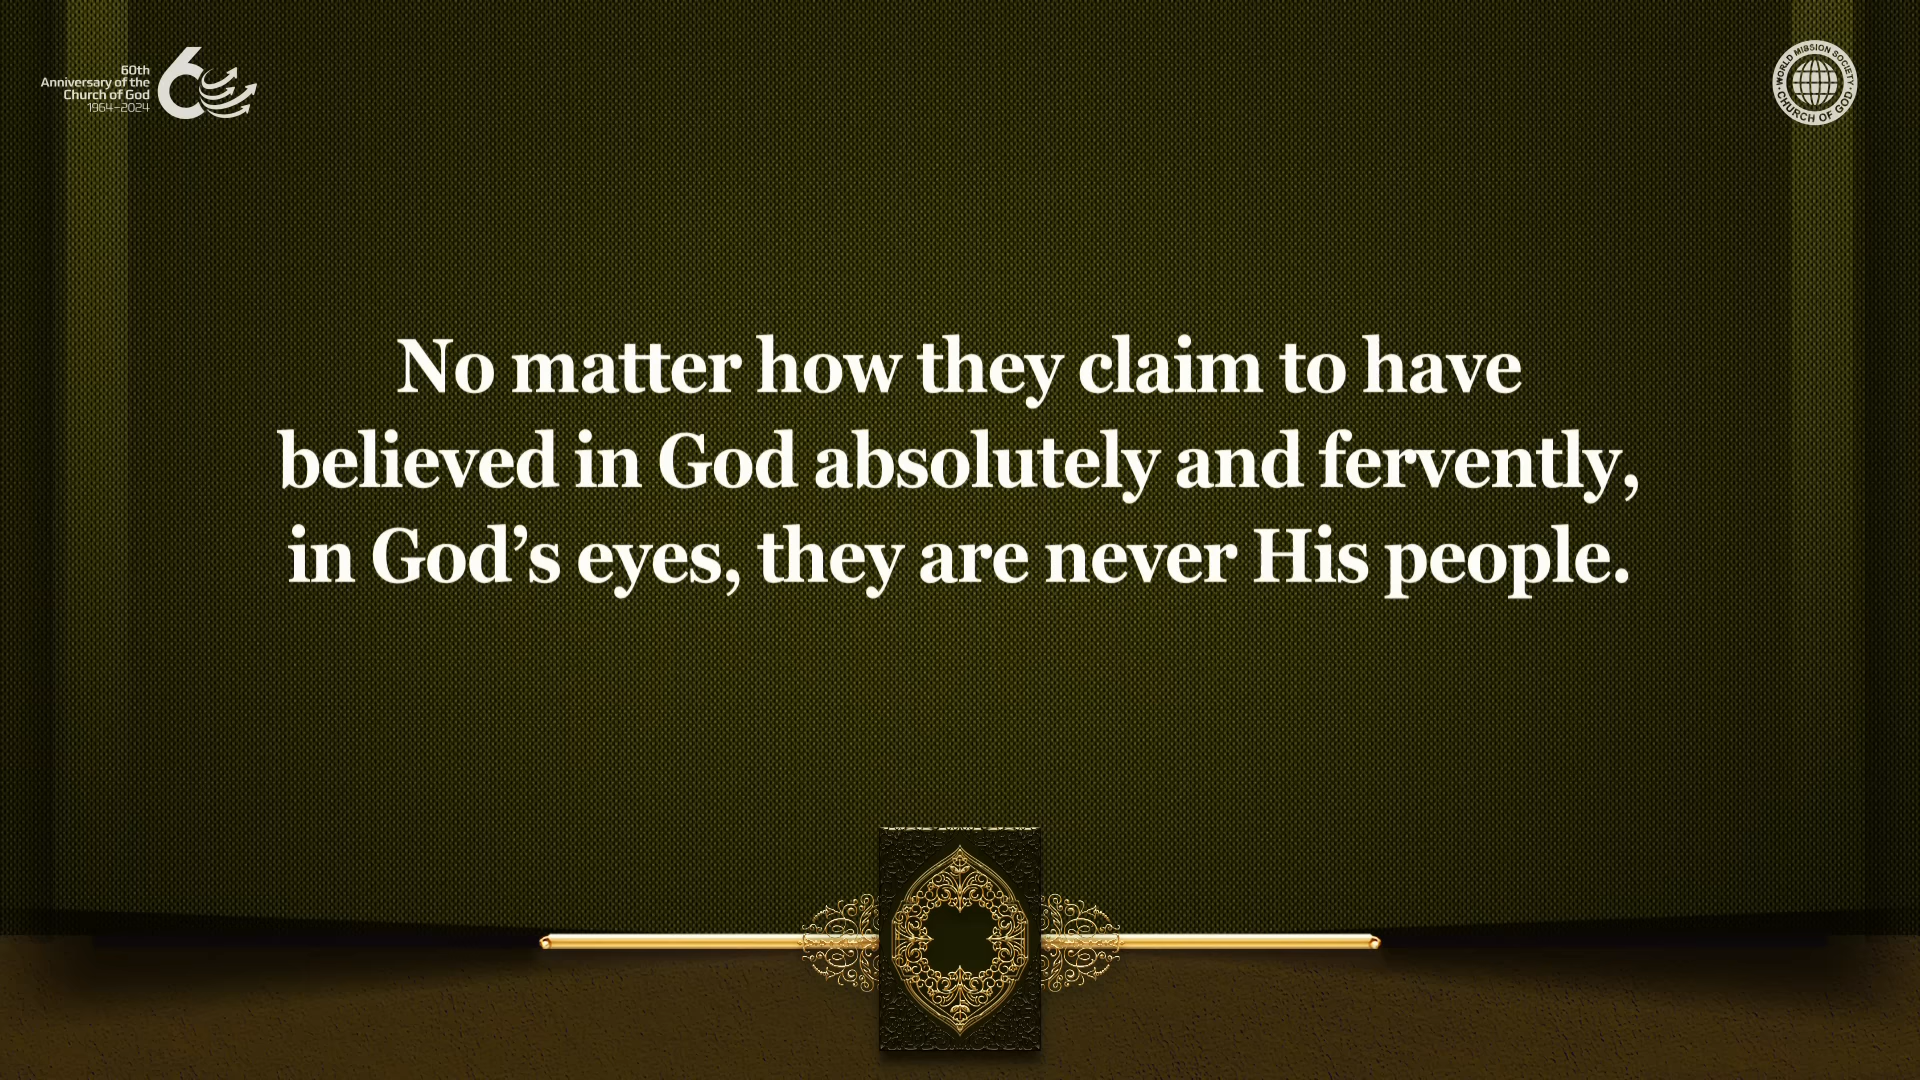 60th
Anniversary of the
Church of God
1964–2024
60
WORLD MISSION SOCIETY
CHURCH OF GOD
No matter how they claim to have
believed in God absolutely and fervently,
in God’s eyes, they are never His people.